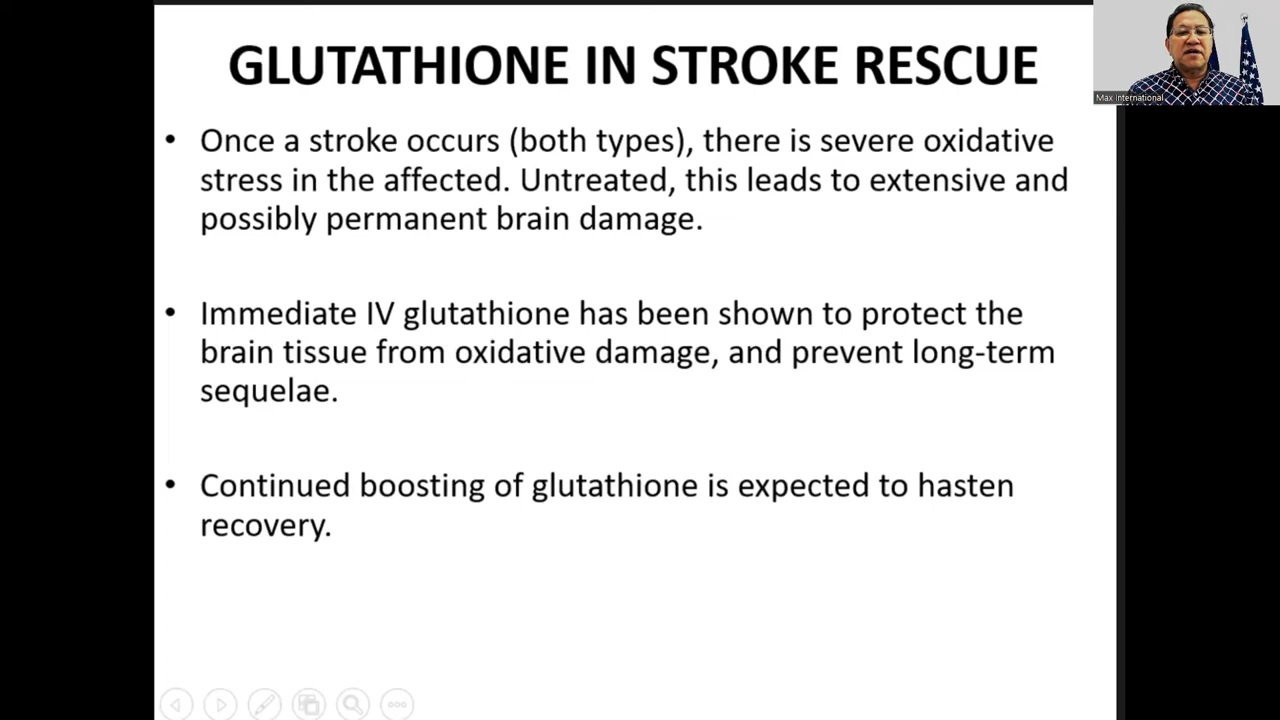 GLUTATHIONE IN STROKE RESCUE
Max International
• Once a stroke occurs (both types), there is severe oxidative
stress in the affected. Untreated, this leads to extensive and
possibly permanent brain damage.
• Immediate IV glutathione has been shown to protect the
brain tissue from oxidative damage, and prevent long-term
sequelae.
• Continued boosting of glutathione is expected to hasten
recovery.